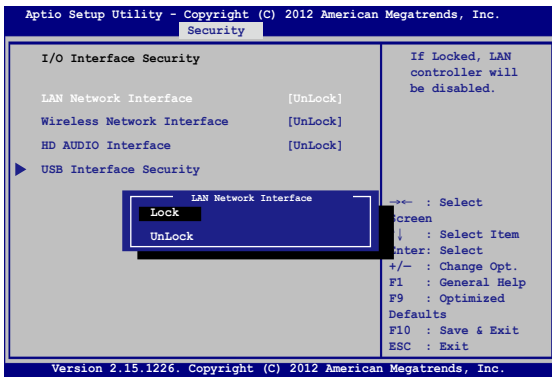 Aptio Setup Utility - Copyright (C) 2012 American Megatrends, Inc.
Security
I/O Interface Security
LAN Network Interface [UnLock]
Wireless Network Interface [UnLock]
HD AUDIO Interface [UnLock]
USB Interface Security
If Locked, LAN
controller will
be disabled.
LAN Network Interface
Lock
UnLock
→← : Select
Screen
↓ : Select Item
Enter: Select
+/— : Change Opt.
F1 : General Help
F9 : Optimized
Defaults
F10 : Save & Exit
ESC : Exit
Version 2.15.1226. Copyright (C) 2012 American Megatrends, Inc.